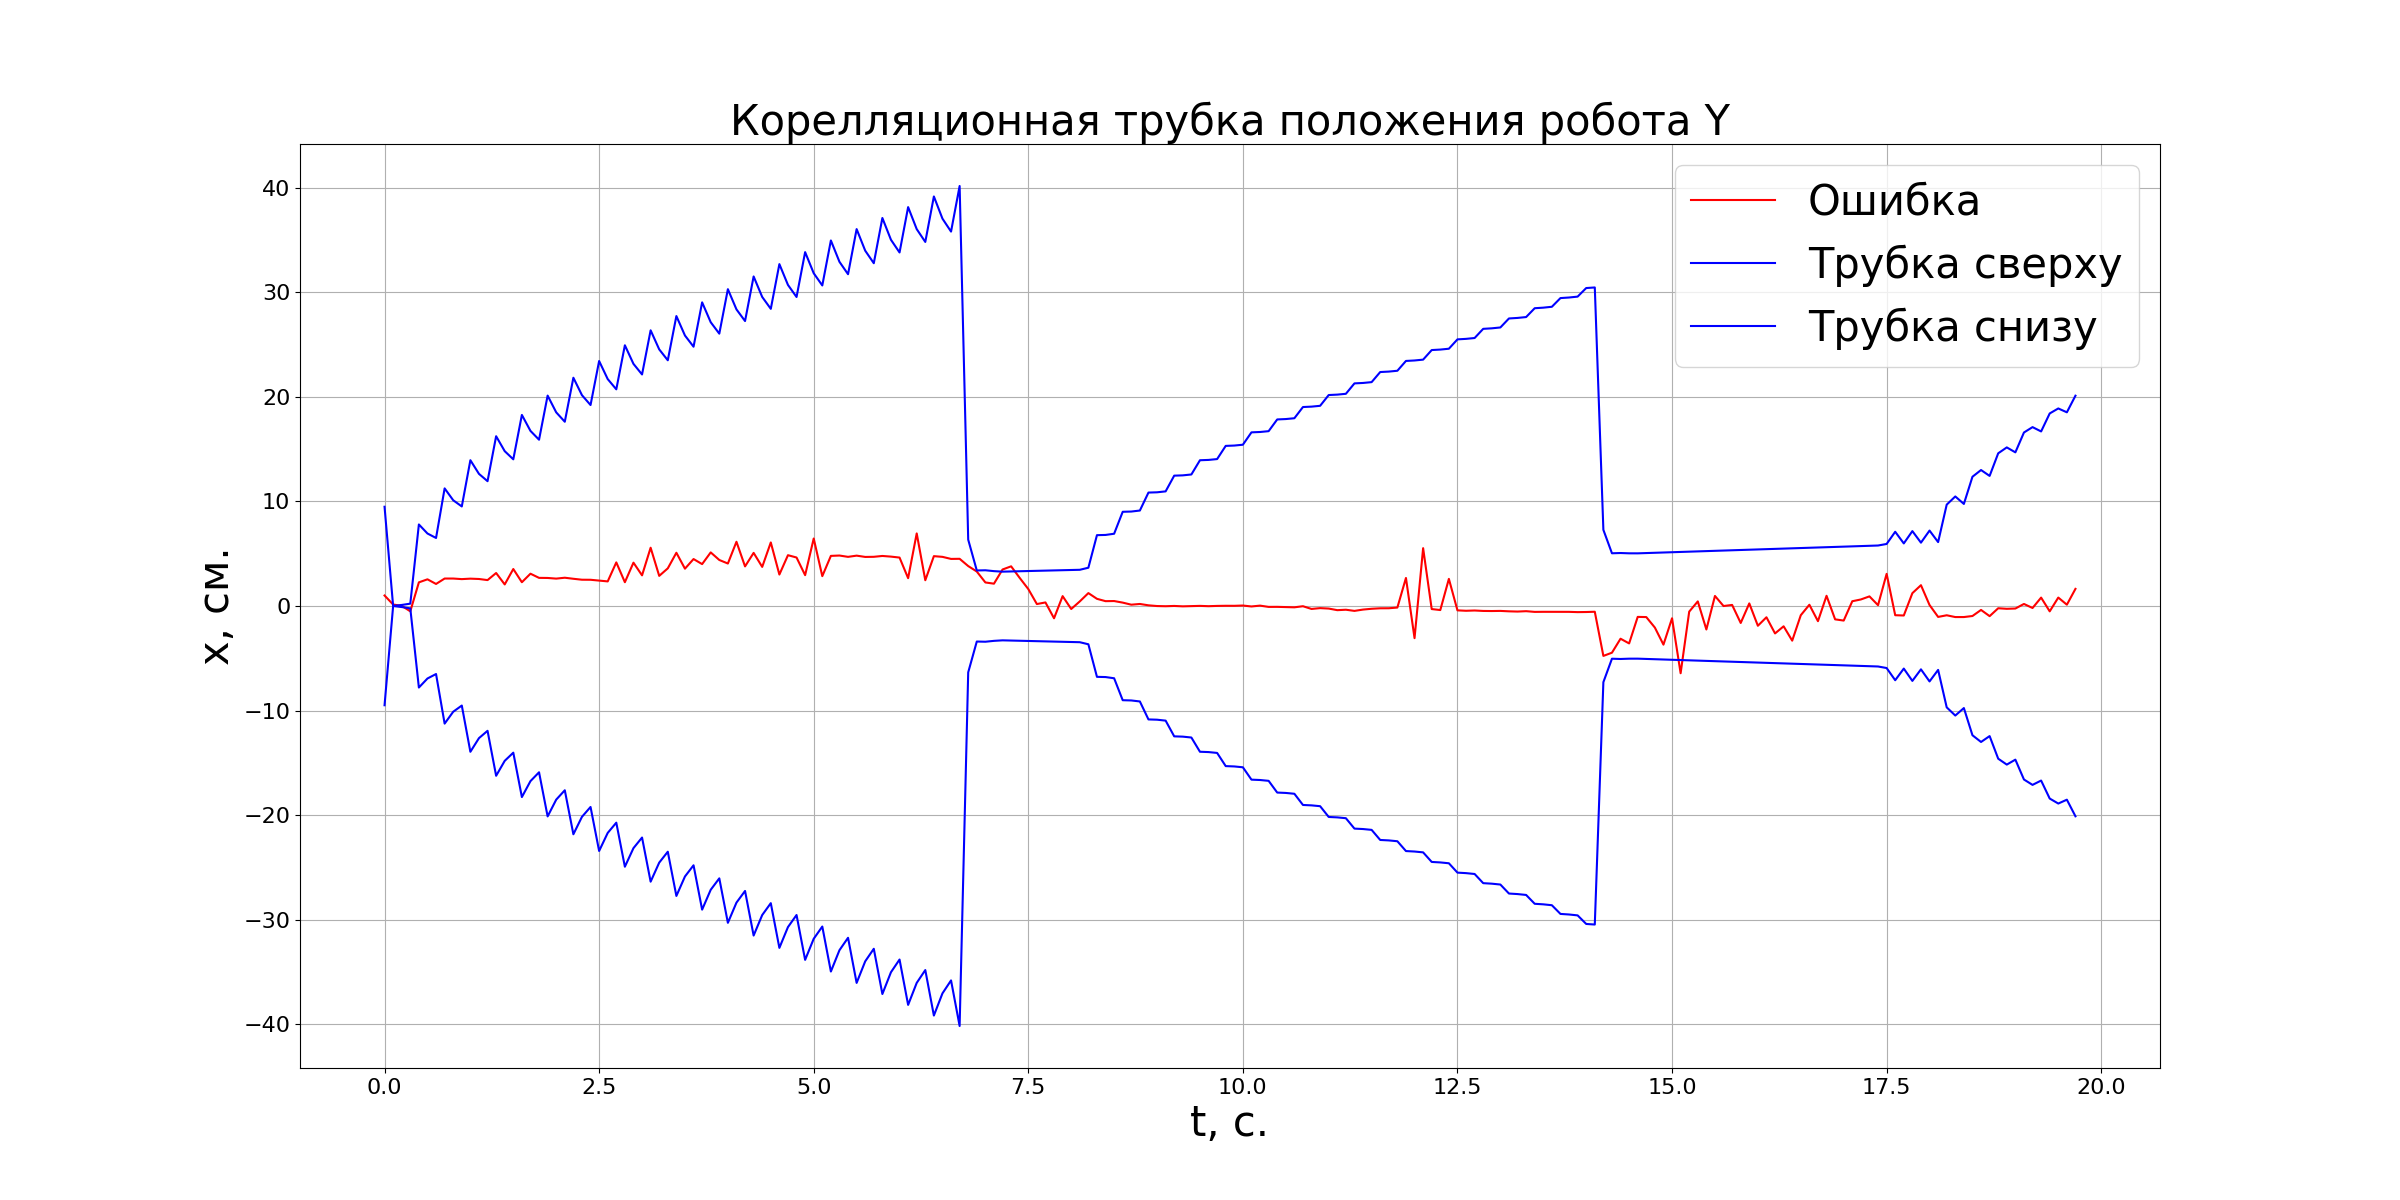 Корелляционная трубка положения робота Y
40
30
20
10
0
−10
−20
−30
−40
x, см.
Ошибка
Трубка сверху
Трубка снизу
0.0 2.5 5.0 7.5 10.0 12.5 15.0 17.5 20.0
t, с.